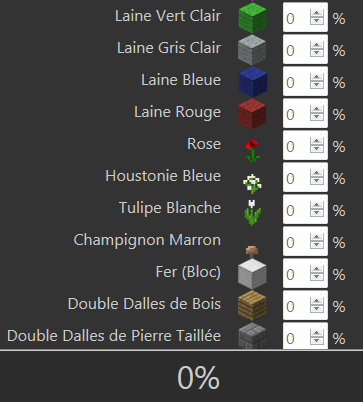 Laine Vert Clair 0 %
Laine Gris Clair 0 %
Laine Bleue 0 %
Laine Rouge 0 %
Rose 0 %
Houstonie Bleue 0 %
Tulipe Blanche 0 %
Champignon Marron 0 %
Fer (Bloc) 0 %
Double Dalles de Bois 0 %
Double Dalles de Pierre Taillée 0 %
0%